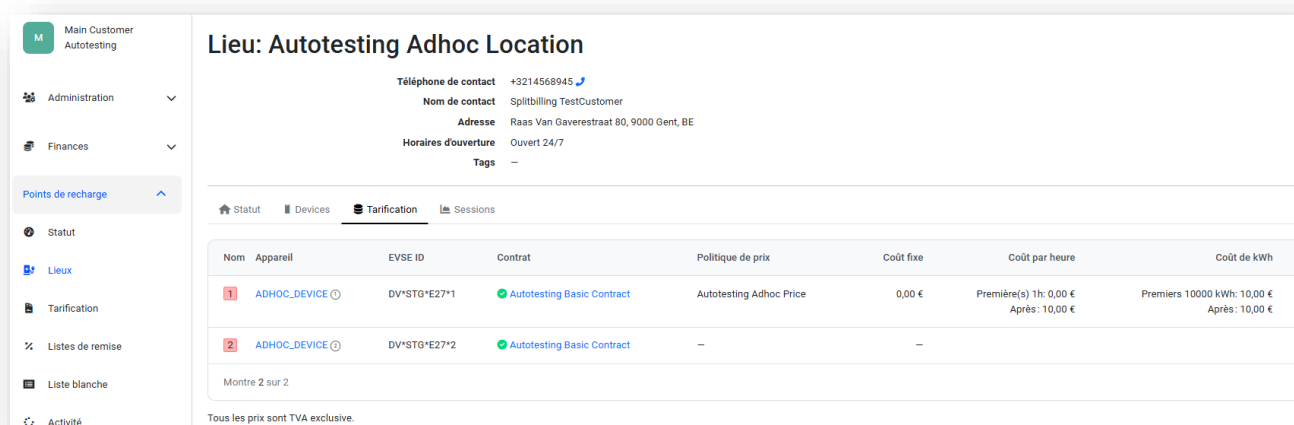 M
Main Customer
Autotesting
Administration
Finances
Points de recharge
Statut
Lieux
Tarification
Listes de remise
Liste blanche
Activité
Lieu: Autotesting Adhoc Location
Téléphone de contact +3214568945
Nom de contact Splitbilling TestCustomer
Adresse Raas Van Gaverestraat 80, 9000 Gent, BE
Horaires d'ouverture Ouvert 24/7
Tags —
Statut Devices Tarification Sessions
Nom Appareil EVSE ID Contrat Politique de prix Coût fixe Coût par heure Coût de kWh
1 ADHOC_DEVICE 1 DV*STG*E27*1 Autotesting Basic Contract Autotesting Adhoc Price 0,00 € Première(s) 1h: 0,00 € Premiers 10000 kWh: 10,00 €
Après: 10,00 € Après: 10,00 €
2 ADHOC_DEVICE 2 DV*STG*E27*2 Autotesting Basic Contract — —
Montre 2 sur 2
Tous les prix sont TVA exclusive.